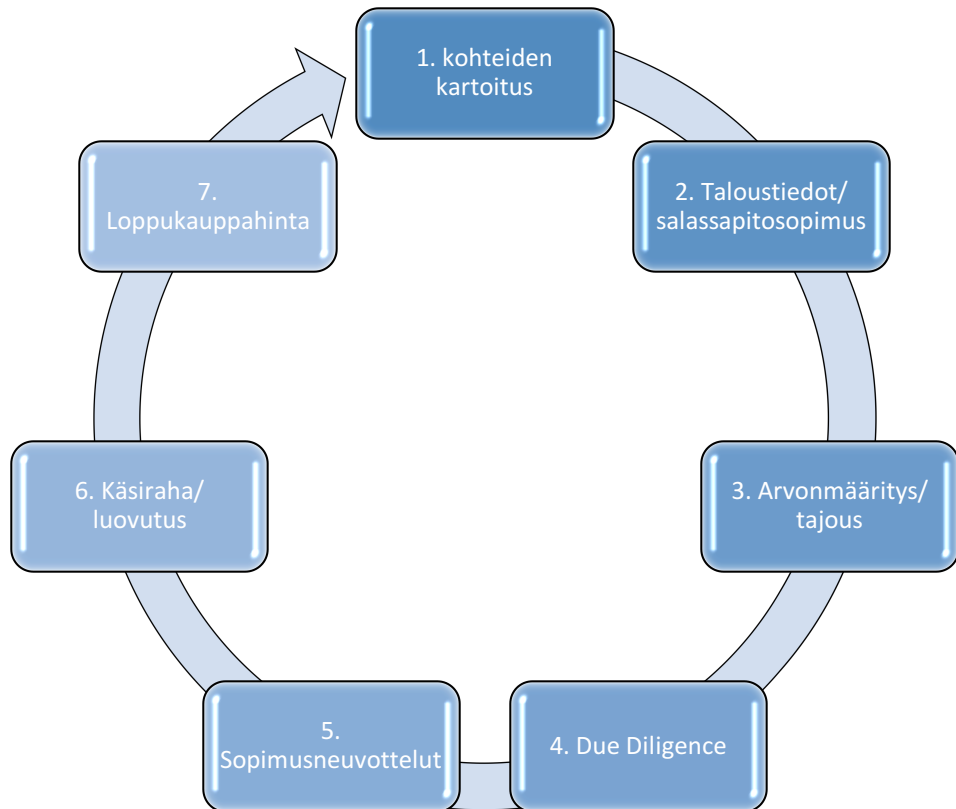 1. kohteiden
kartoitus
2. Taloustiedot/
salassapitosopimus
3. Arvonmääritys/
tajous
4. Due Diligence
5.
Sopimusneuvottelut
6. Käsiraha/
luovutus
7.
Loppukauppahinta